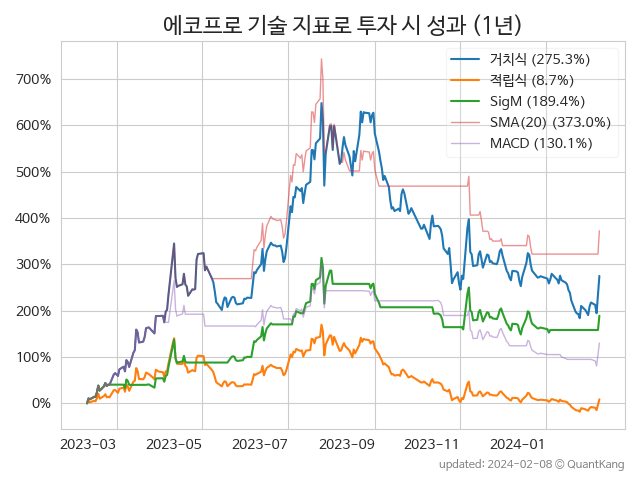 에코프로 기술 지표로 투자 시 성과 (1년)
거치식 (275.3%)
적립식 (8.7%)
SigM (189.4%)
SMA(20) (373.0%)
MACD (130.1%)
700%
600%
500%
400%
300%
200%
100%
0%
2023-03 2023-05 2023-07 2023-09 2023-11 2024-01
updated: 2024-02-08 © QuantKang